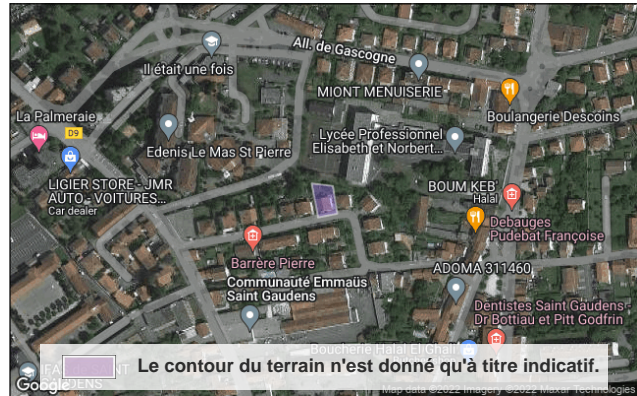 All. de Gascogne
Il était une fois
MIONT MENUISERIE
Boulangerie Descoins
La Palmeraie
D9
Edenis Le Mas St Pierre
Lycée Professionnel
Elisabeth et Norbert...
LIGIER STORE - JMR
AUTO - VOITURES...
Car dealer
BOUM KEB'
Halal
Debauges
Pudebat Françoise
Barrère Pierre
ADOMA 311460
Communauté Emmaüs
Saint Gaudens
Dentistes Saint Gaudens -
Dr Bottiau et Pitt Godfrin
Boucherie Halal El Ghali
Le contour du terrain n'est donné qu'à titre indicatif.
Google
Map data ©2022 Imagery ©2022 Maxar Technologies